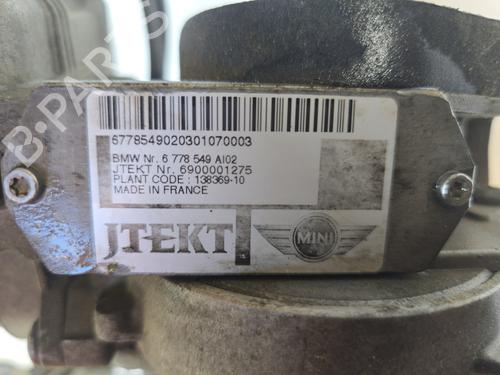 B-PARTS
6778549020301070003
BMW Nr. 6 778 549 AI02
JTEKT Nr. 6900001275
PLANT CODE : 138369-10
MADE IN FRANCE
JTEKT
MINI